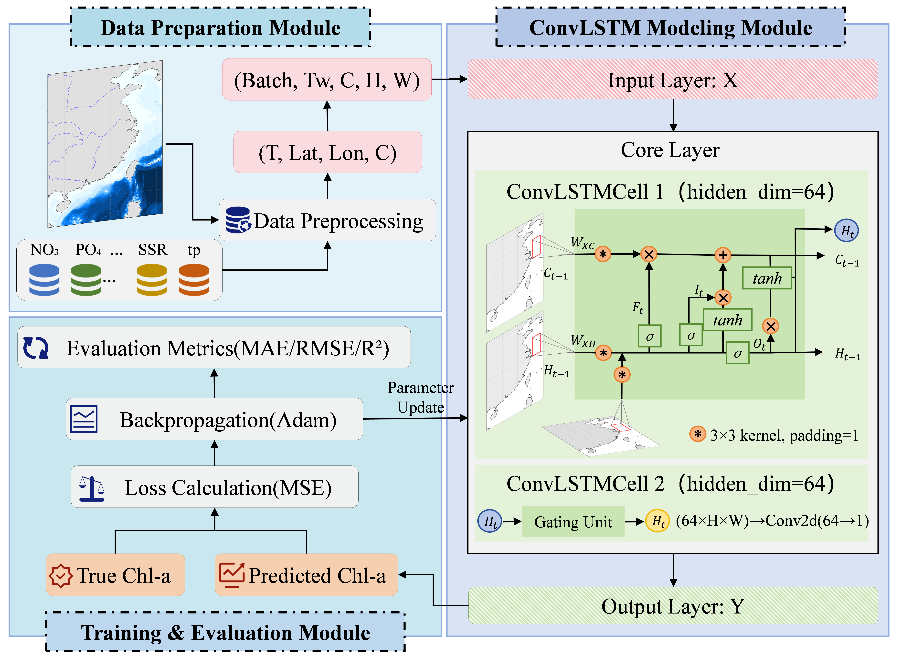 Data Preparation Module
(Batch, Tw, C, H, W)
(T, Lat, Lon, C)
Data Preprocessing
NO₃ PO₄ ... SSR tp
...
Evaluation Metrics(MAE/RMSE/R²)
Backpropagation(Adam)
Parameter
Update
Loss Calculation(MSE)
True Chl-a
Predicted Chl-a
Training & Evaluation Module
ConvLSTM Modeling Module
Input Layer: X
Core Layer
ConvLSTMCell 1 (hidden_dim=64)
W_XC
C_t−1
F_t
I_t
tanh
tanh
σ
σ
σ
O_t
H_t
C_t−1
W_XH
H_t−1
H_t−1
3×3 kernel, padding=1
ConvLSTMCell 2 (hidden_dim=64)
H_t Gating Unit H_t (64×H×W)→Conv2d(64→1)
Output Layer: Y